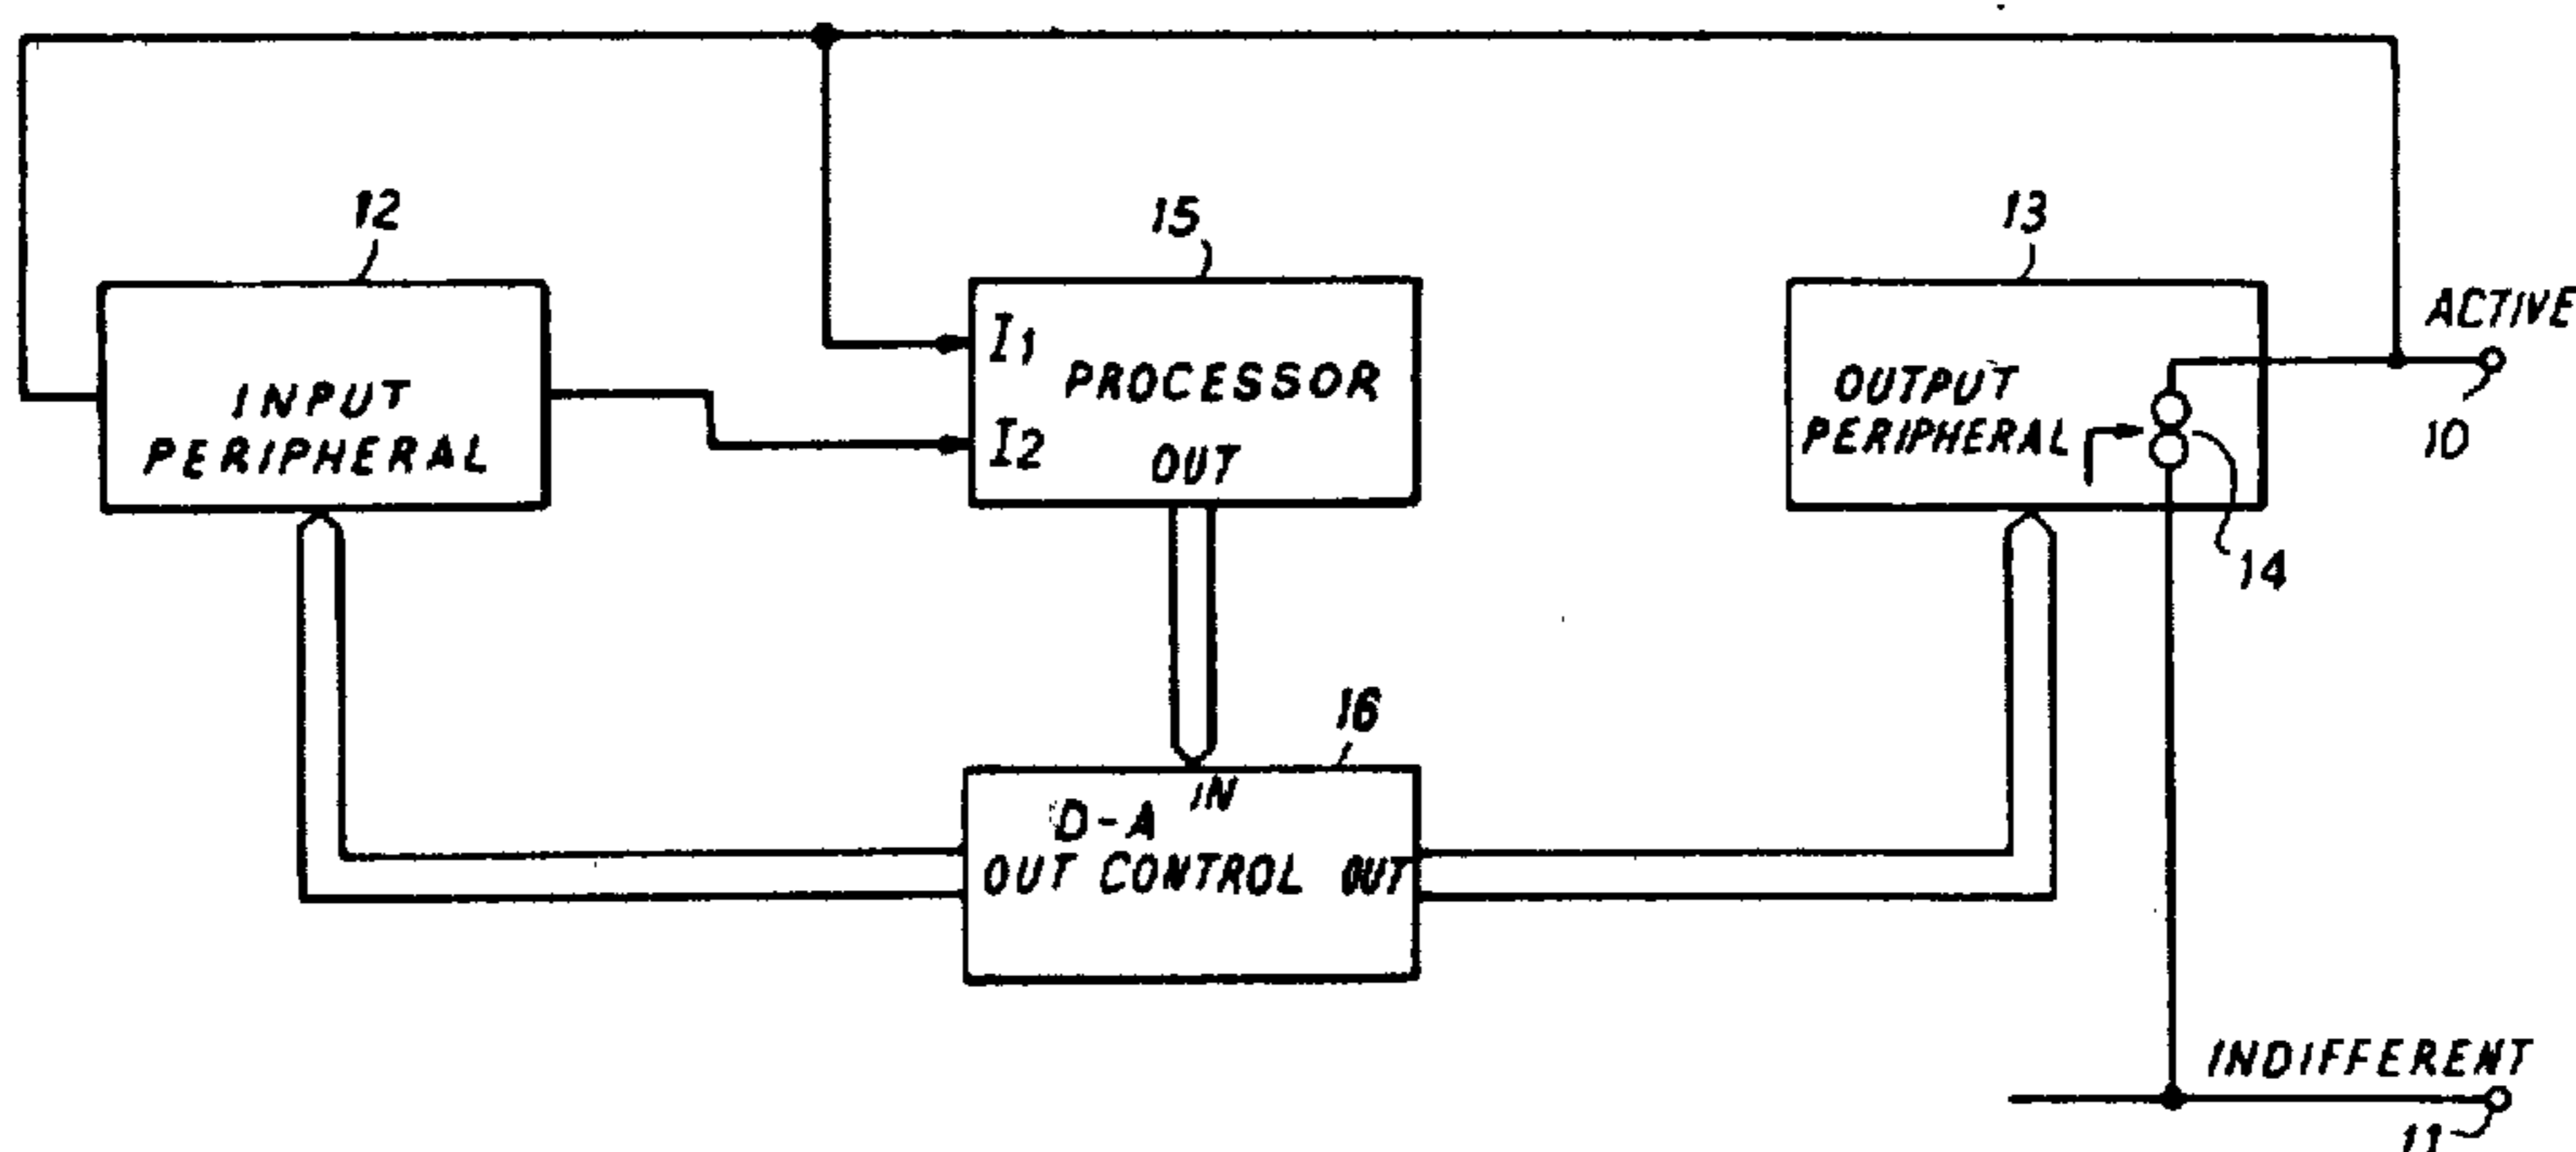 12
15
13
ACTIVE
10
INPUT
PERIPHERAL
I1
PROCESSOR
I2
OUT
OUTPUT
PERIPHERAL
14
16
IN
D-A
OUT CONTROL OUT
INDIFFERENT
11